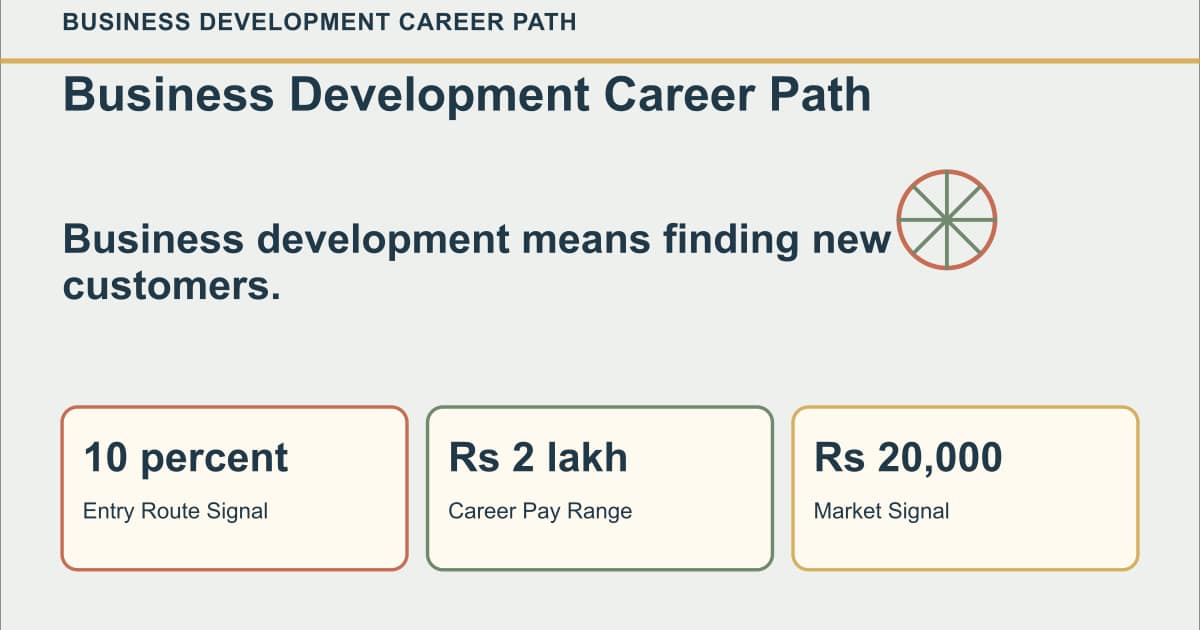 BUSINESS DEVELOPMENT CAREER PATH
Business Development Career Path
Business development means finding new
customers.
10 percent
Entry Route Signal
Rs 2 lakh
Career Pay Range
Rs 20,000
Market Signal